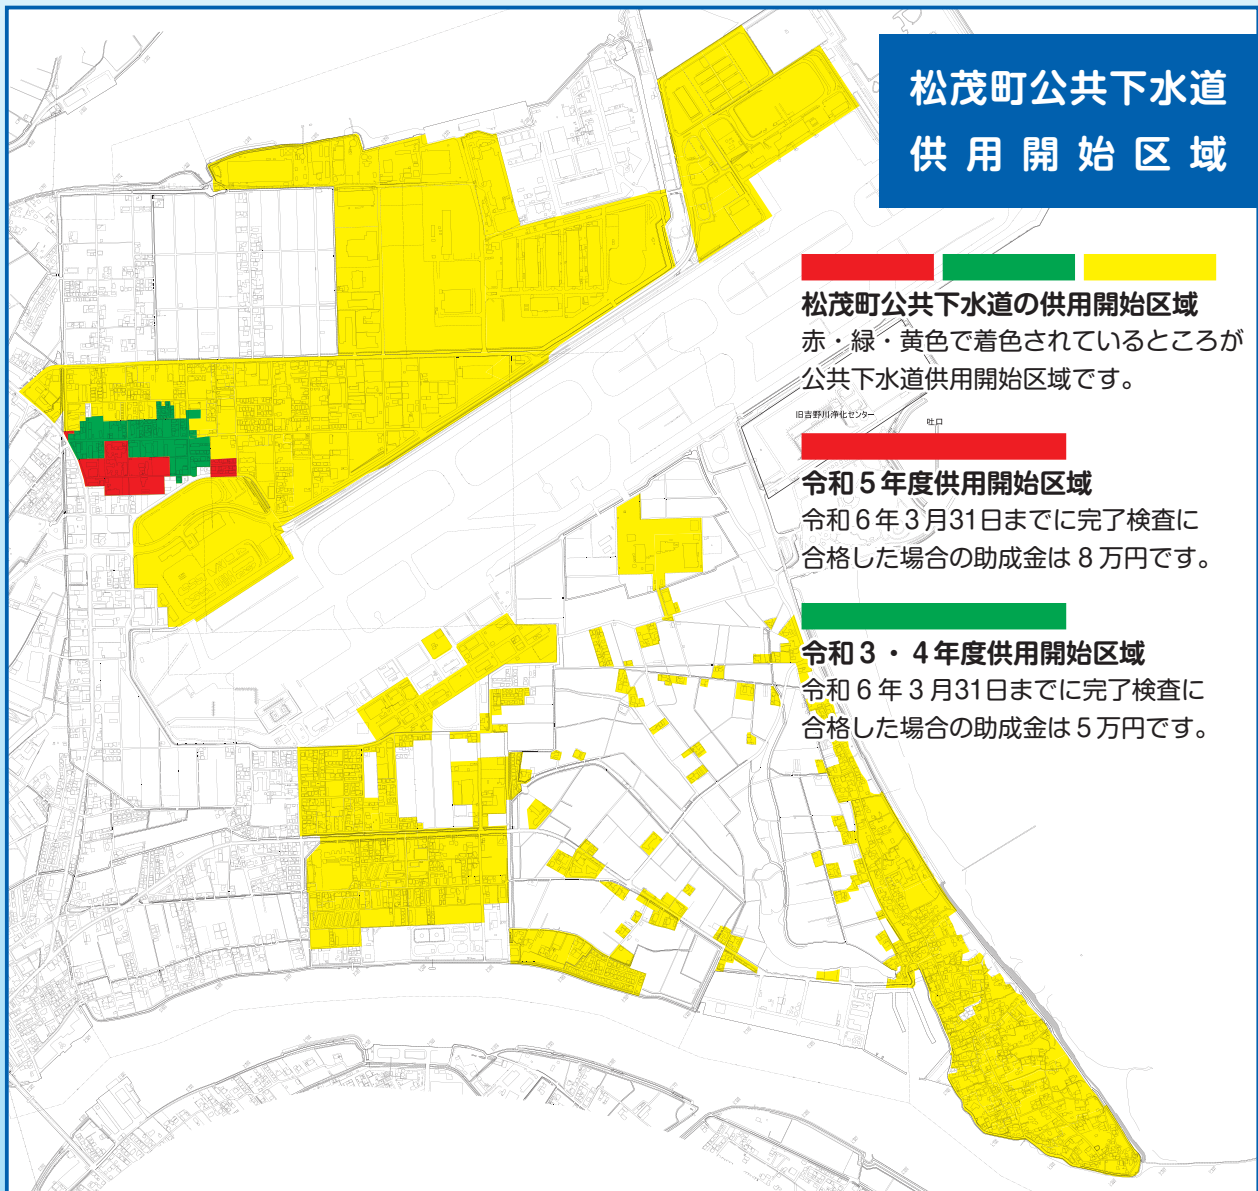 松茂町公共下水道
供用開始区域
松茂町公共下水道の供用開始区域
赤・緑・黄色で着色されているところが
公共下水道供用開始区域です。
旧吉野川浄化センター
吐口
令和5年度供用開始区域
令和6年3月31日までに完了検査に
合格した場合の助成金は8万円です。
令和3・4年度供用開始区域
令和6年3月31日までに完了検査に
合格した場合の助成金は5万円です。